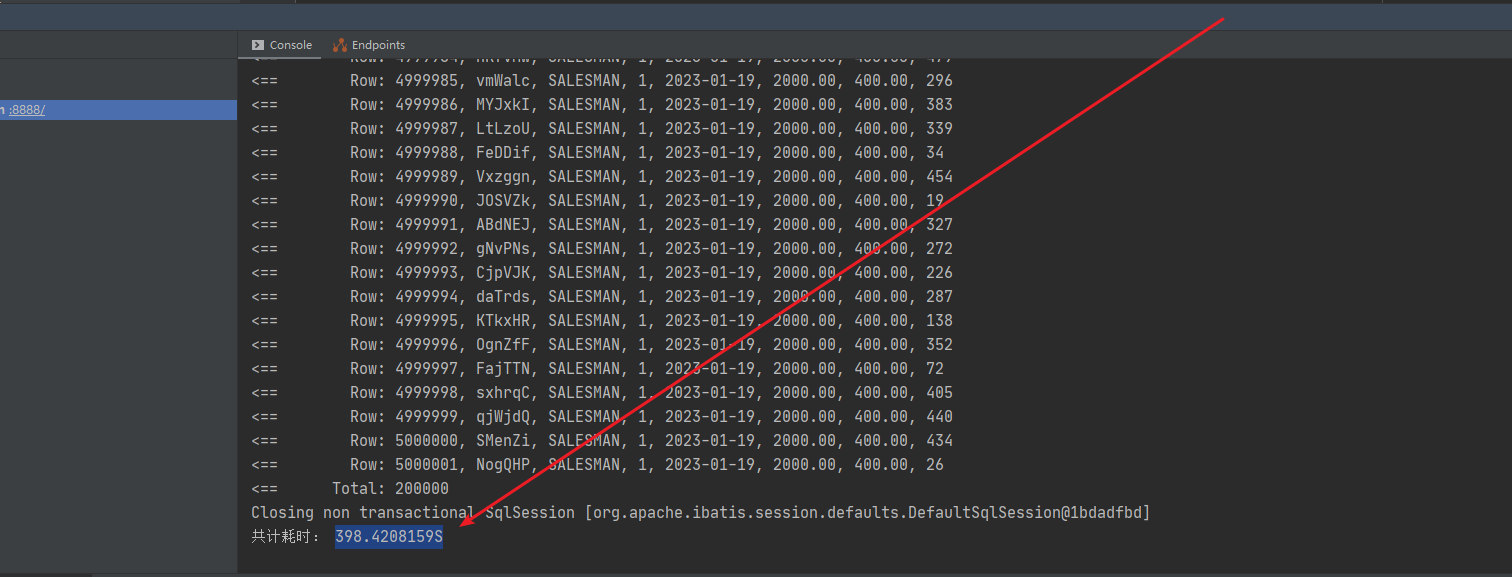 Console Endpoints
<== Row: 4999985, vmWalc, SALESMAN, 1, 2023-01-19, 2000.00, 400.00, 296
:8888/
<== Row: 4999986, MYJxkI, SALESMAN, 1, 2023-01-19, 2000.00, 400.00, 383
<== Row: 4999987, LtLzoU, SALESMAN, 1, 2023-01-19, 2000.00, 400.00, 339
<== Row: 4999988, FeDDif, SALESMAN, 1, 2023-01-19, 2000.00, 400.00, 34
<== Row: 4999989, Vxzggn, SALESMAN, 1, 2023-01-19, 2000.00, 400.00, 454
<== Row: 4999990, JOSVZk, SALESMAN, 1, 2023-01-19, 2000.00, 400.00, 19
<== Row: 4999991, ABdNEJ, SALESMAN, 1, 2023-01-19, 2000.00, 400.00, 327
<== Row: 4999992, gNvPNs, SALESMAN, 1, 2023-01-19, 2000.00, 400.00, 272
<== Row: 4999993, CjpVJK, SALESMAN, 1, 2023-01-19, 2000.00, 400.00, 226
<== Row: 4999994, daTrds, SALESMAN, 1, 2023-01-19, 2000.00, 400.00, 287
<== Row: 4999995, KTkxHR, SALESMAN, 1, 2023-01-19, 2000.00, 400.00, 138
<== Row: 4999996, OgnZfF, SALESMAN, 1, 2023-01-19, 2000.00, 400.00, 352
<== Row: 4999997, FajTTN, SALESMAN, 1, 2023-01-19, 2000.00, 400.00, 72
<== Row: 4999998, sxhrqC, SALESMAN, 1, 2023-01-19, 2000.00, 400.00, 405
<== Row: 4999999, qjWjdQ, SALESMAN, 1, 2023-01-19, 2000.00, 400.00, 440
<== Row: 5000000, SMenZi, SALESMAN, 1, 2023-01-19, 2000.00, 400.00, 434
<== Row: 5000001, NogQHP, SALESMAN, 1, 2023-01-19, 2000.00, 400.00, 26
<== Total: 200000
Closing non transactional SqlSession [org.apache.ibatis.session.defaults.DefaultSqlSession@1bdadfbd]
共计耗时： 398.4208159S